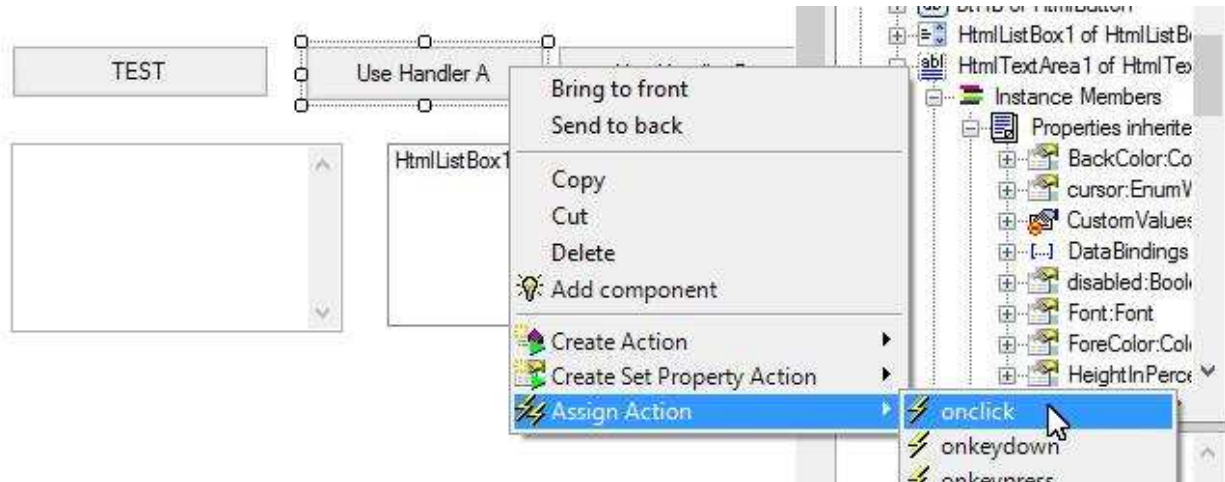 TEST
Use Handler A
HtmlListBox1
Bring to front
Send to back
Copy
Cut
Delete
Add component
Create Action
Create Set Property Action
Assign Action
onclick
onkeydown
onkeypress
HtmlListBox1 of HtmlListB
HtmlTextArea1 of HtmlTex
Instance Members
Properties inherite
BackColor:Co
cursor:EnumV
CustomValues
DataBindings
disabled:Boole
Font:Font
ForeColor:Col
HeightInPerce